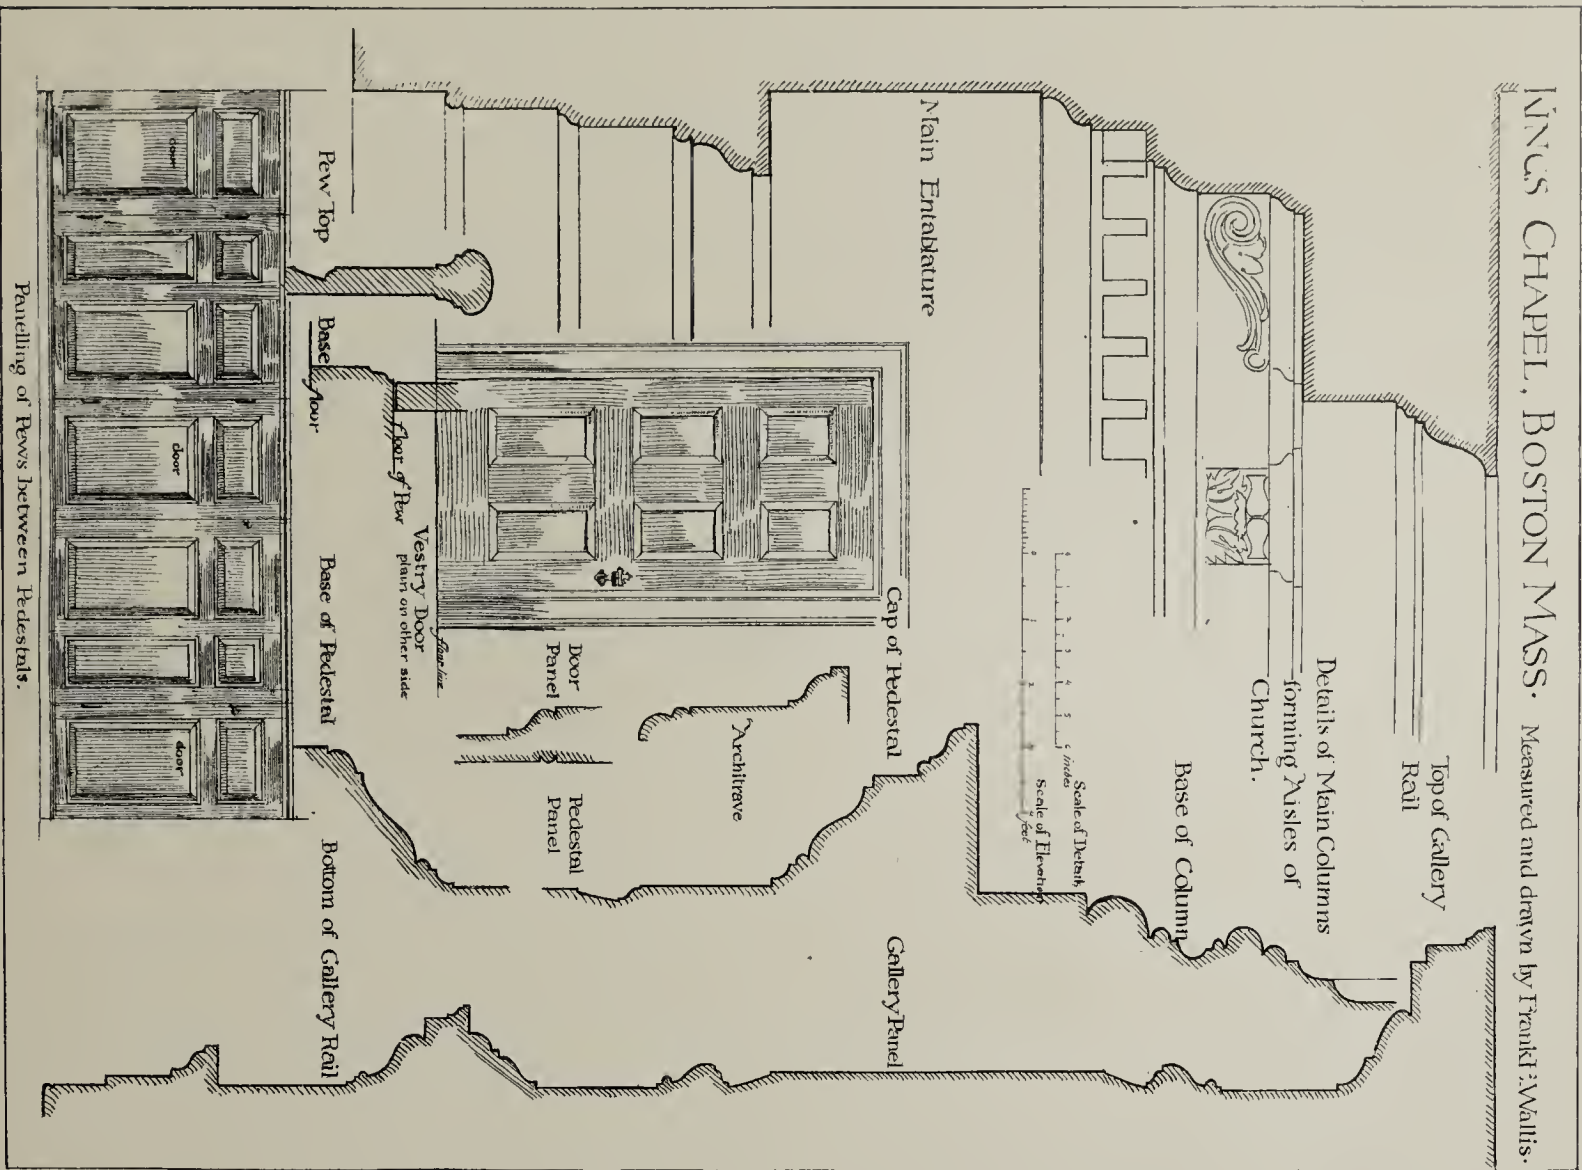 KING'S CHAPEL, BOSTON MASS. Measured and drawn by Frank E. Wallis.
Top of Gallery
Rail
Details of Main Columns
forming Aisles of
Church.
Base of Column
Main Entablature
Scale of Details
inches
Scale of Elevation
feet
Cap of Pedestal
Gallery Panel
Architrave
Door
Panel
Pedestal
Panel
floor line
Vestry Door
plain on other side
floor of Pew
Pew Top
Base
floor
Base of Pedestal
Bottom of Gallery Rail
door
door
door
Panelling of Pews between Pedestals.